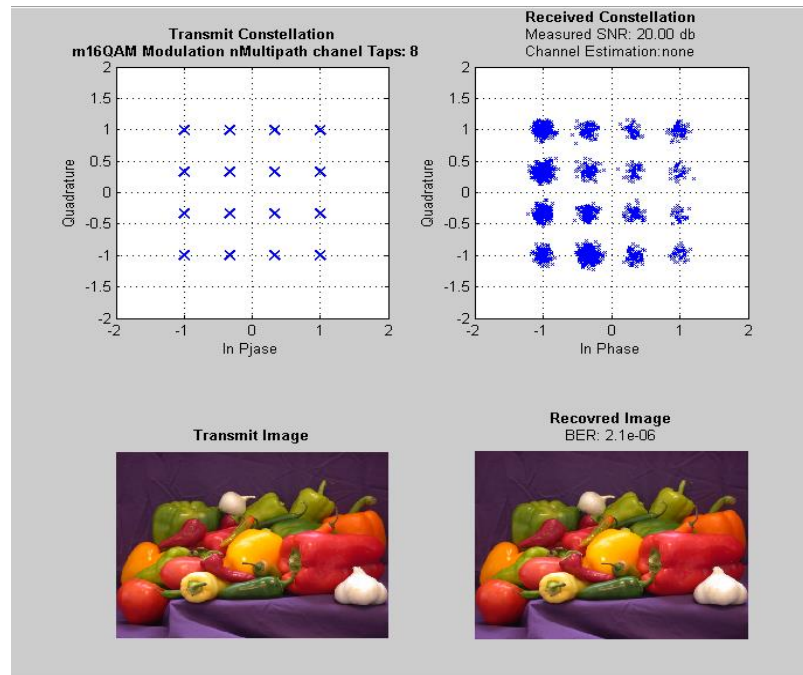 Transmit Constellation
m16QAM Modulation nMultipath chanel Taps: 8
2
1.5
1
0.5
0
-0.5
-1
-1.5
-2
Quadrature
-2
-1
0
1
2
In Pjase
Received Constellation
Measured SNR: 20.00 db
Channel Estimation:none
2
1.5
1
0.5
0
-0.5
-1
-1.5
-2
Quadrature
-2
-1
0
1
2
In Phase
Transmit Image
Recovred Image
BER: 2.1e-06